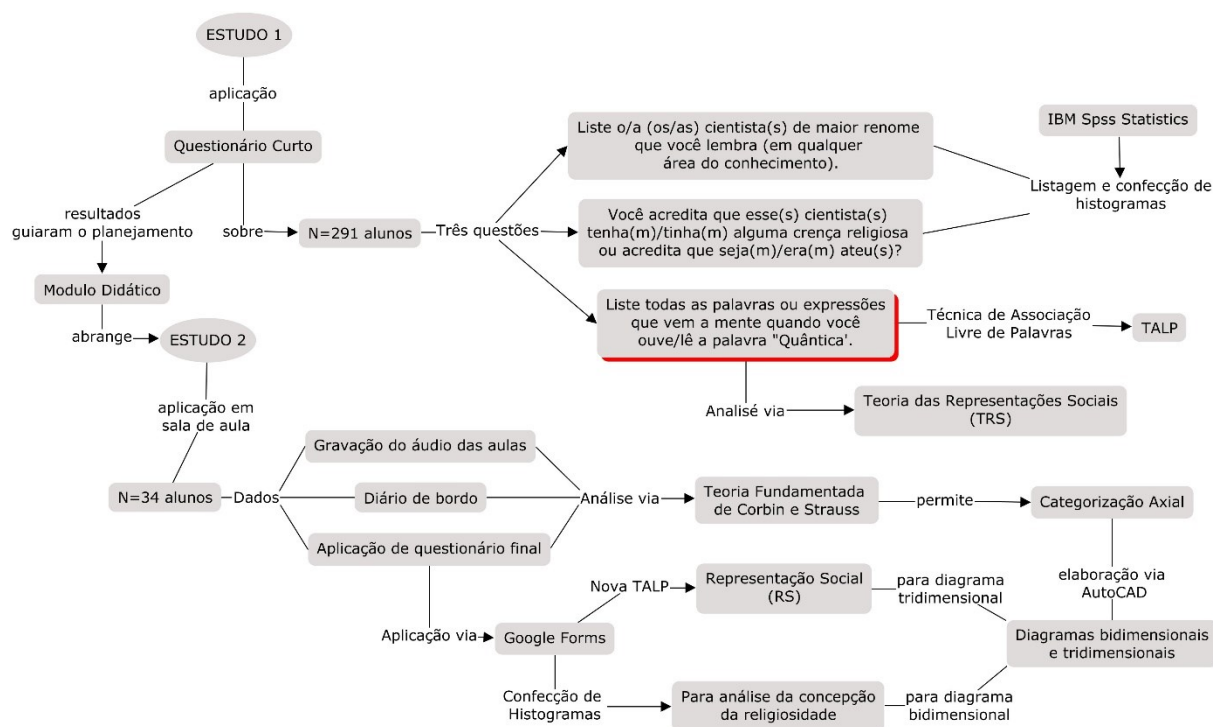 ESTUDO 1
aplicação
Questionário Curto
resultados
guiaram o planejamento
sobre
N=291 alunos
Três questões
Liste o/a (os/as) cientista(s) de maior renome
que você lembra (em qualquer
área do conhecimento).
IBM Spss Statistics
Listagem e confecção de
histogramas
Você acredita que esse(s) cientista(s)
tenha(m)/tinha(m) alguma crença religiosa
ou acredita que seja(m)/era(m) ateu(s)?
Modulo Didático
abrange
ESTUDO 2
Liste todas as palavras ou expressões
que vem a mente quando você
ouve/lê a palavra "Quântica'.
Técnica de Associação
Livre de Palavras
TALP
Analisé via
Teoria das Representações Sociais
(TRS)
aplicação em
sala de aula
N=34 alunos
Dados
Gravação do áudio das aulas
Diário de bordo
Aplicação de questionário final
Análise via
Teoria Fundamentada
de Corbin e Strauss
permite
Categorização Axial
elaboração via
AutoCAD
Aplicação via
Google Forms
Nova TALP
Representação Social
(RS)
para diagrama
tridimensional
Diagramas bidimensionais
e tridimensionais
Confecção de
Histogramas
Para análise da concepção
da religiosidade
para diagrama
bidimensional